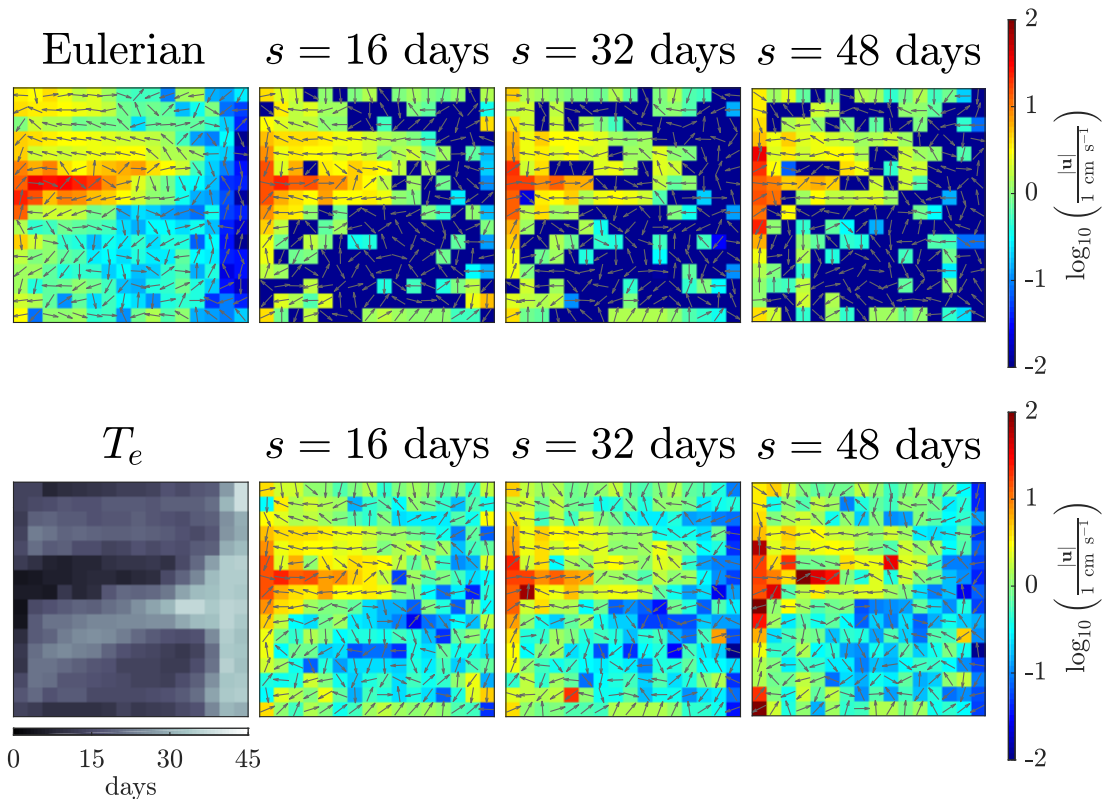 Eulerian
s = 16 days
s = 32 days
s = 48 days
2
1
0
-1
-2
log₁₀ ( |u| / 1 cm s⁻¹ )
Tₑ
s = 16 days
s = 32 days
s = 48 days
2
1
0
-1
-2
log₁₀ ( |u| / 1 cm s⁻¹ )
0 15 30 45
days